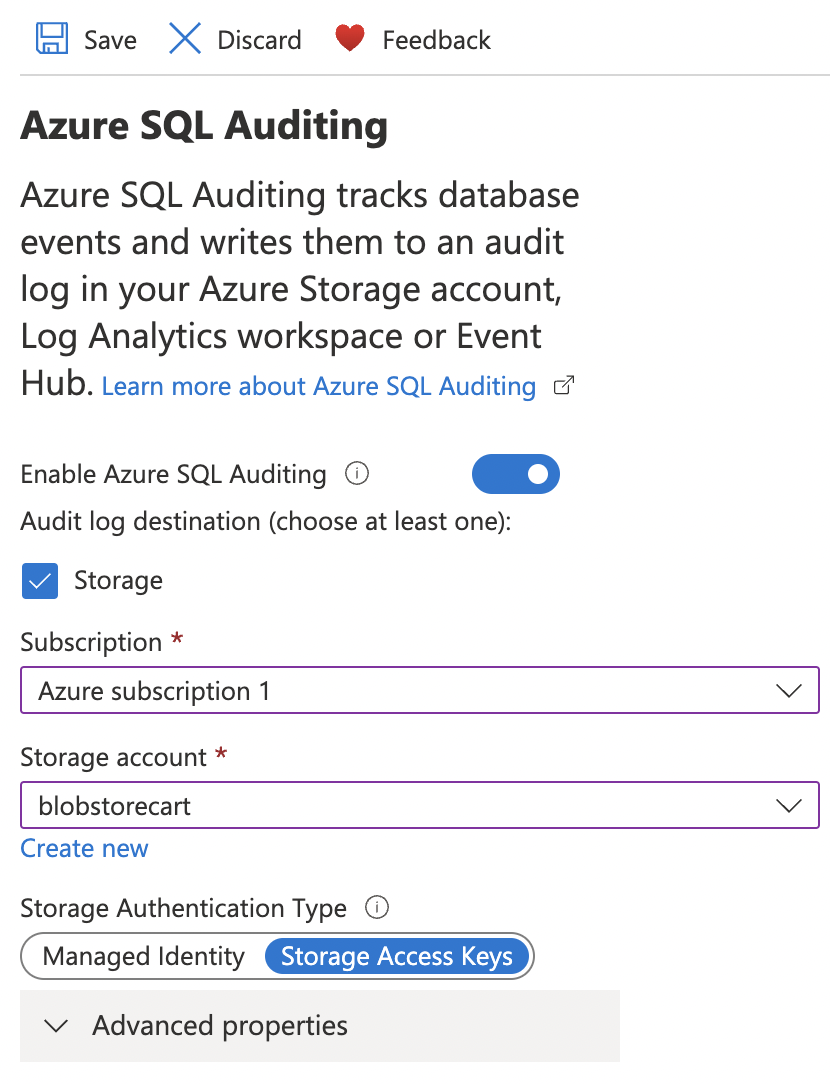 Save Discard Feedback
Azure SQL Auditing
Azure SQL Auditing tracks database
events and writes them to an audit
log in your Azure Storage account,
Log Analytics workspace or Event
Hub. Learn more about Azure SQL Auditing
Enable Azure SQL Auditing
Audit log destination (choose at least one):
Storage
Subscription *
Azure subscription 1
Storage account *
blobstorecart
Create new
Storage Authentication Type
Managed Identity Storage Access Keys
Advanced properties